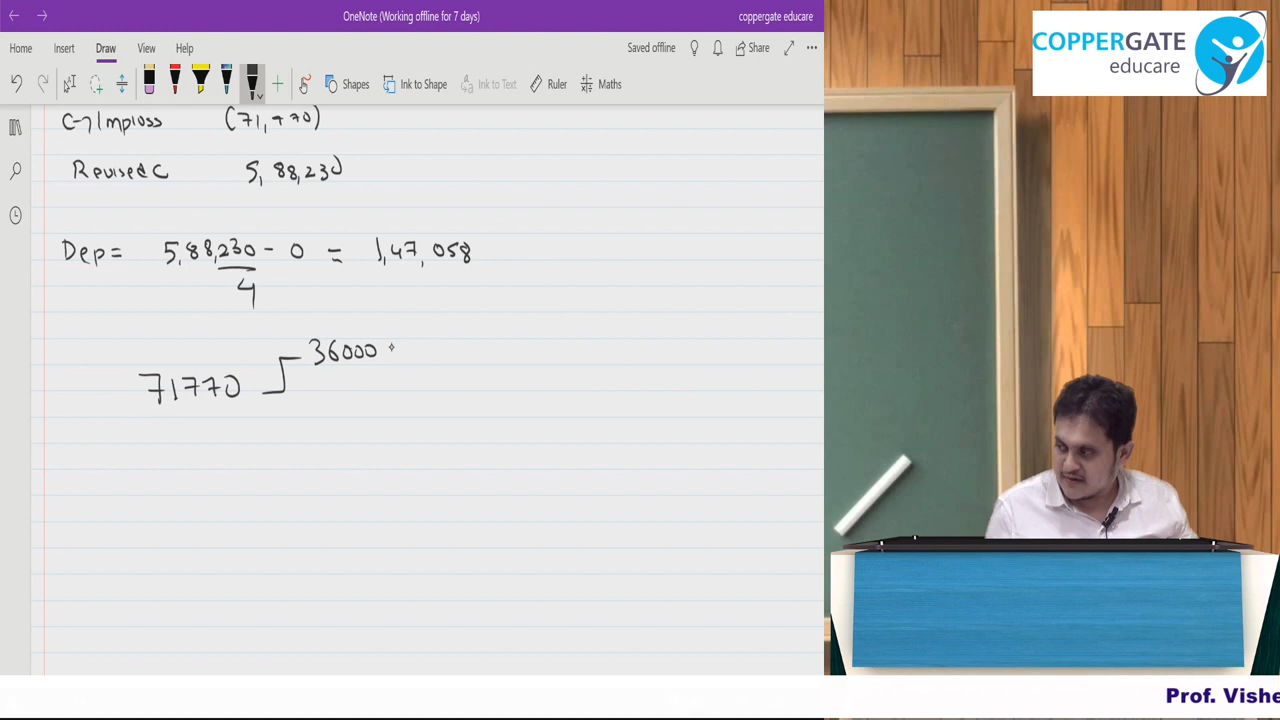 OneNote (Working offline for 7 days)
coppergate educare
Home Insert Draw View Help
Saved offline
Share
Shapes
Ink to Shape
Ink to Text
Ruler
Maths
(-) Imploss (71,770)
Revised C 5,88,230
Dep = 5,88,230 - 0 = 1,47,058
4
36000
71770
COPPERGATE
educare
Prof. Vishe